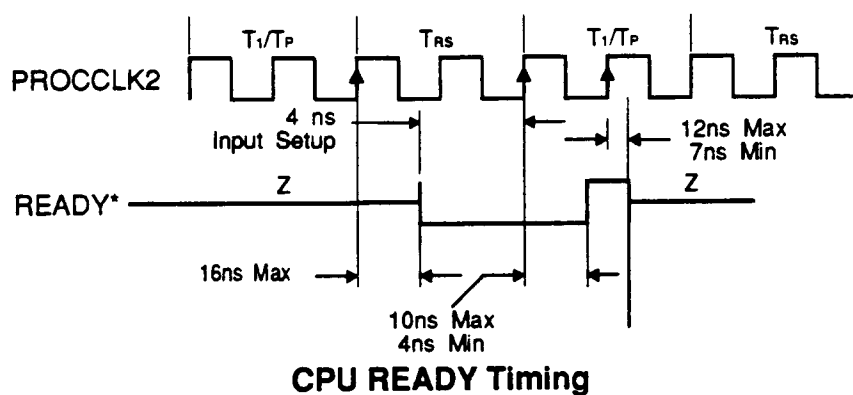 T1/TP TRS T1/TP TRS
PROCCLK2
4 ns
Input Setup
12ns Max
7ns Min
READY* Z Z
16ns Max
10ns Max
4ns Min
CPU READY Timing